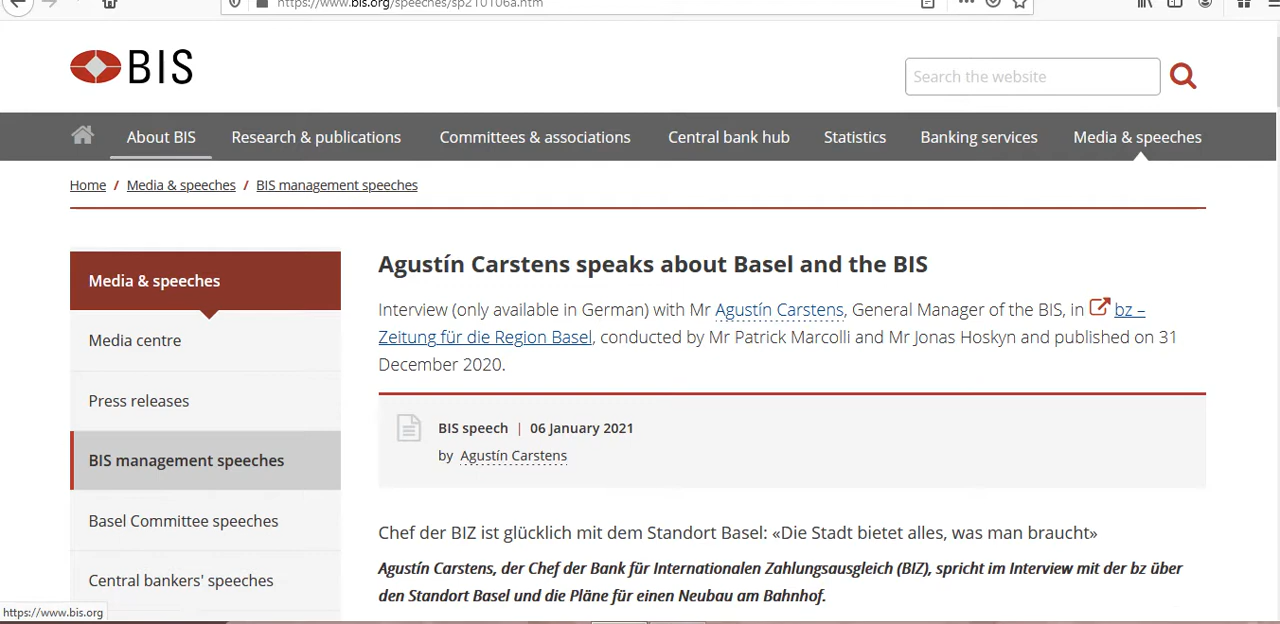 https://www.bis.org/speeches/sp210106a.htm
BIS
Search the website
About BIS
Research & publications
Committees & associations
Central bank hub
Statistics
Banking services
Media & speeches
Home / Media & speeches / BIS management speeches
Media & speeches
Media centre
Press releases
BIS management speeches
Basel Committee speeches
Central bankers' speeches
Agustín Carstens speaks about Basel and the BIS
Interview (only available in German) with Mr Agustín Carstens, General Manager of the BIS, in bz –
Zeitung für die Region Basel, conducted by Mr Patrick Marcolli and Mr Jonas Hoskyn and published on 31
December 2020.
BIS speech | 06 January 2021
by Agustín Carstens
Chef der BIZ ist glücklich mit dem Standort Basel: «Die Stadt bietet alles, was man braucht»
Agustín Carstens, der Chef der Bank für Internationalen Zahlungsausgleich (BIZ), spricht im Interview mit der bz über
den Standort Basel und die Pläne für einen Neubau am Bahnhof.
https://www.bis.org